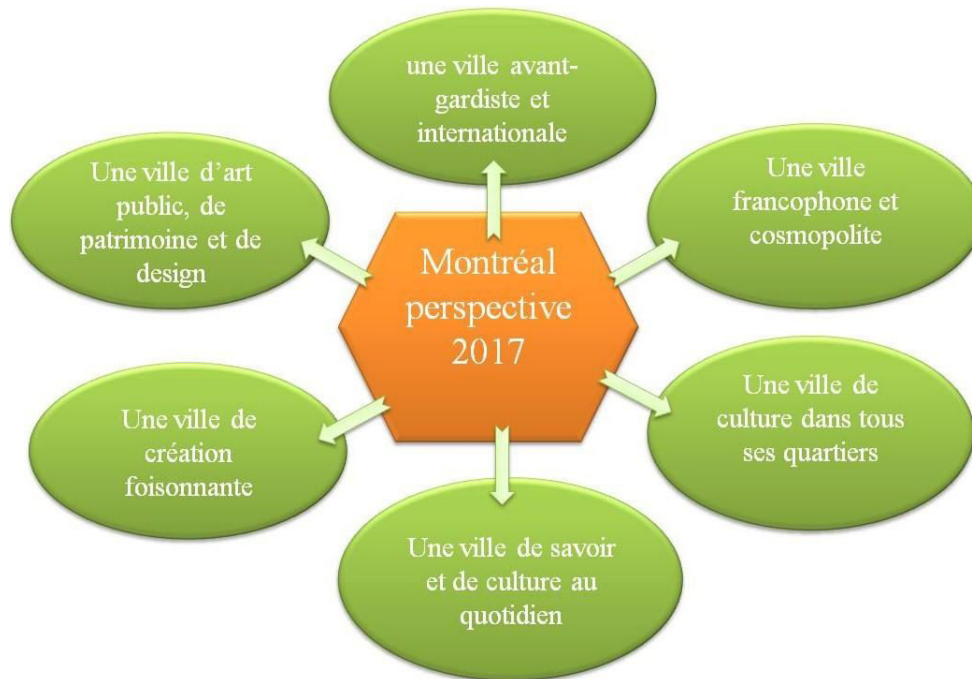 une ville avant-
gardiste et
internationale
Une ville d’art
public, de
patrimoine et de
design
Une ville
francophone et
cosmopolite
Montréal
perspective
2017
Une ville de
création
foisonnante
Une ville de
culture dans tous
ses quartiers
Une ville de savoir
et de culture au
quotidien